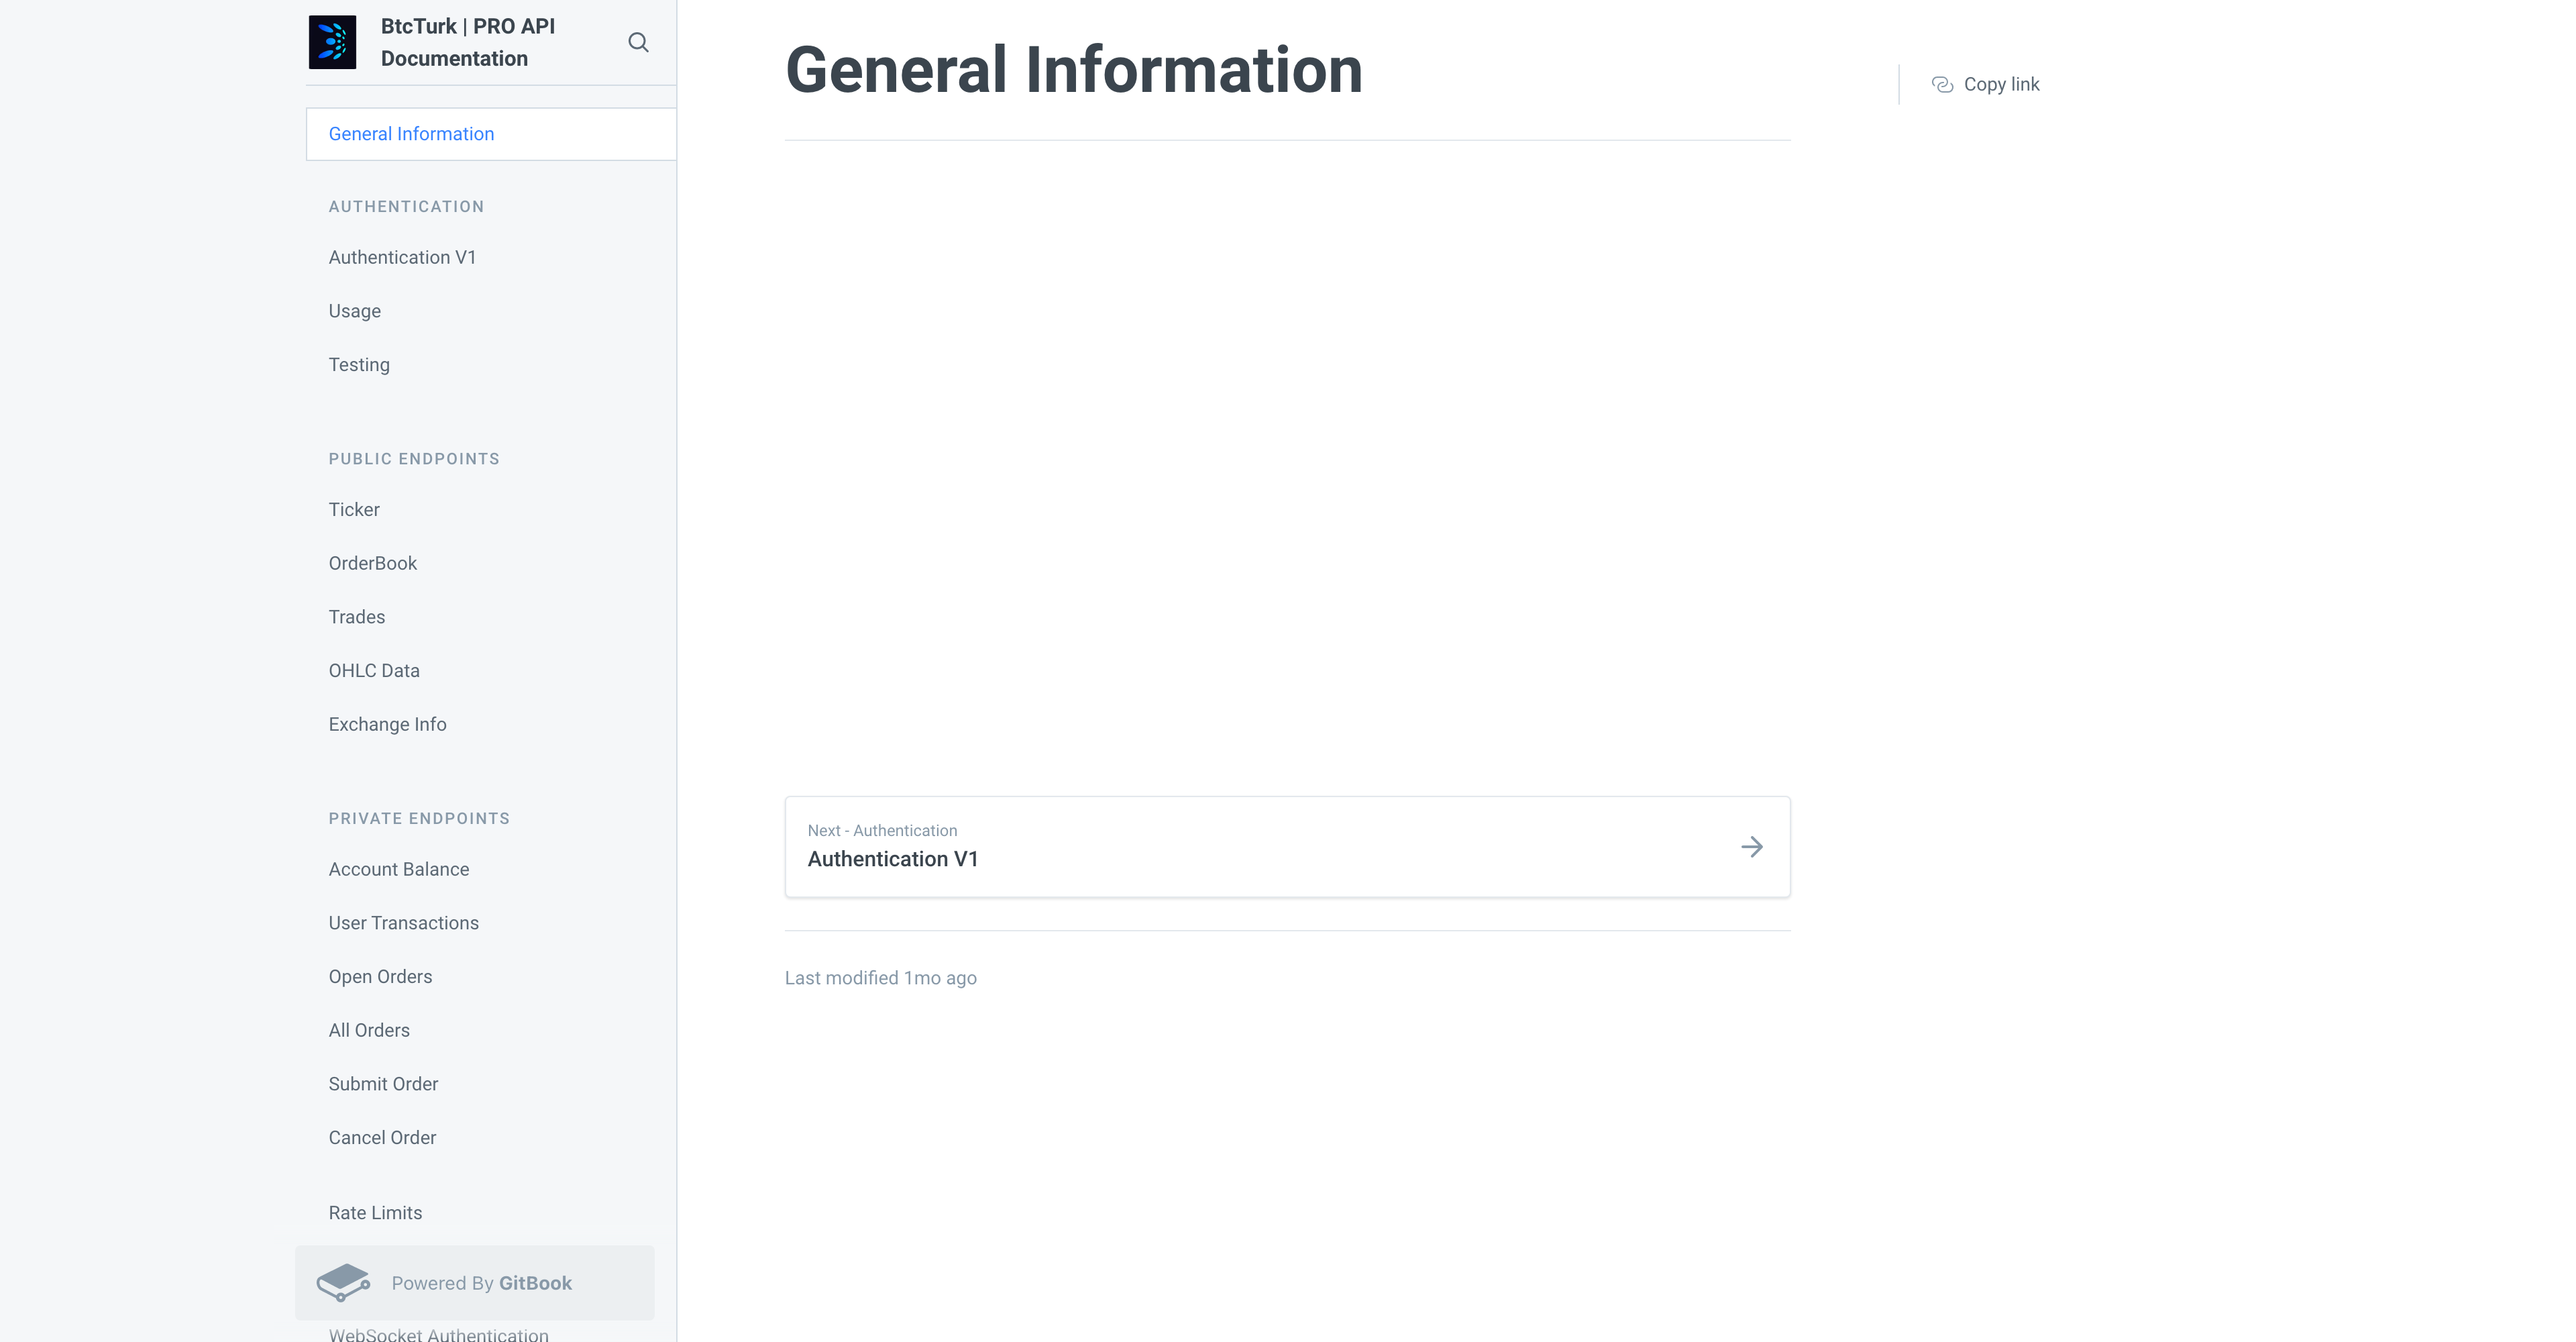 BtcTurk | PRO API
Documentation
General Information
AUTHENTICATION
Authentication V1
Usage
Testing
PUBLIC ENDPOINTS
Ticker
OrderBook
Trades
OHLC Data
Exchange Info
PRIVATE ENDPOINTS
Account Balance
User Transactions
Open Orders
All Orders
Submit Order
Cancel Order
Rate Limits
Powered By GitBook
WebSocket Authentication
General Information
Copy link
Next - Authentication
Authentication V1
Last modified 1mo ago